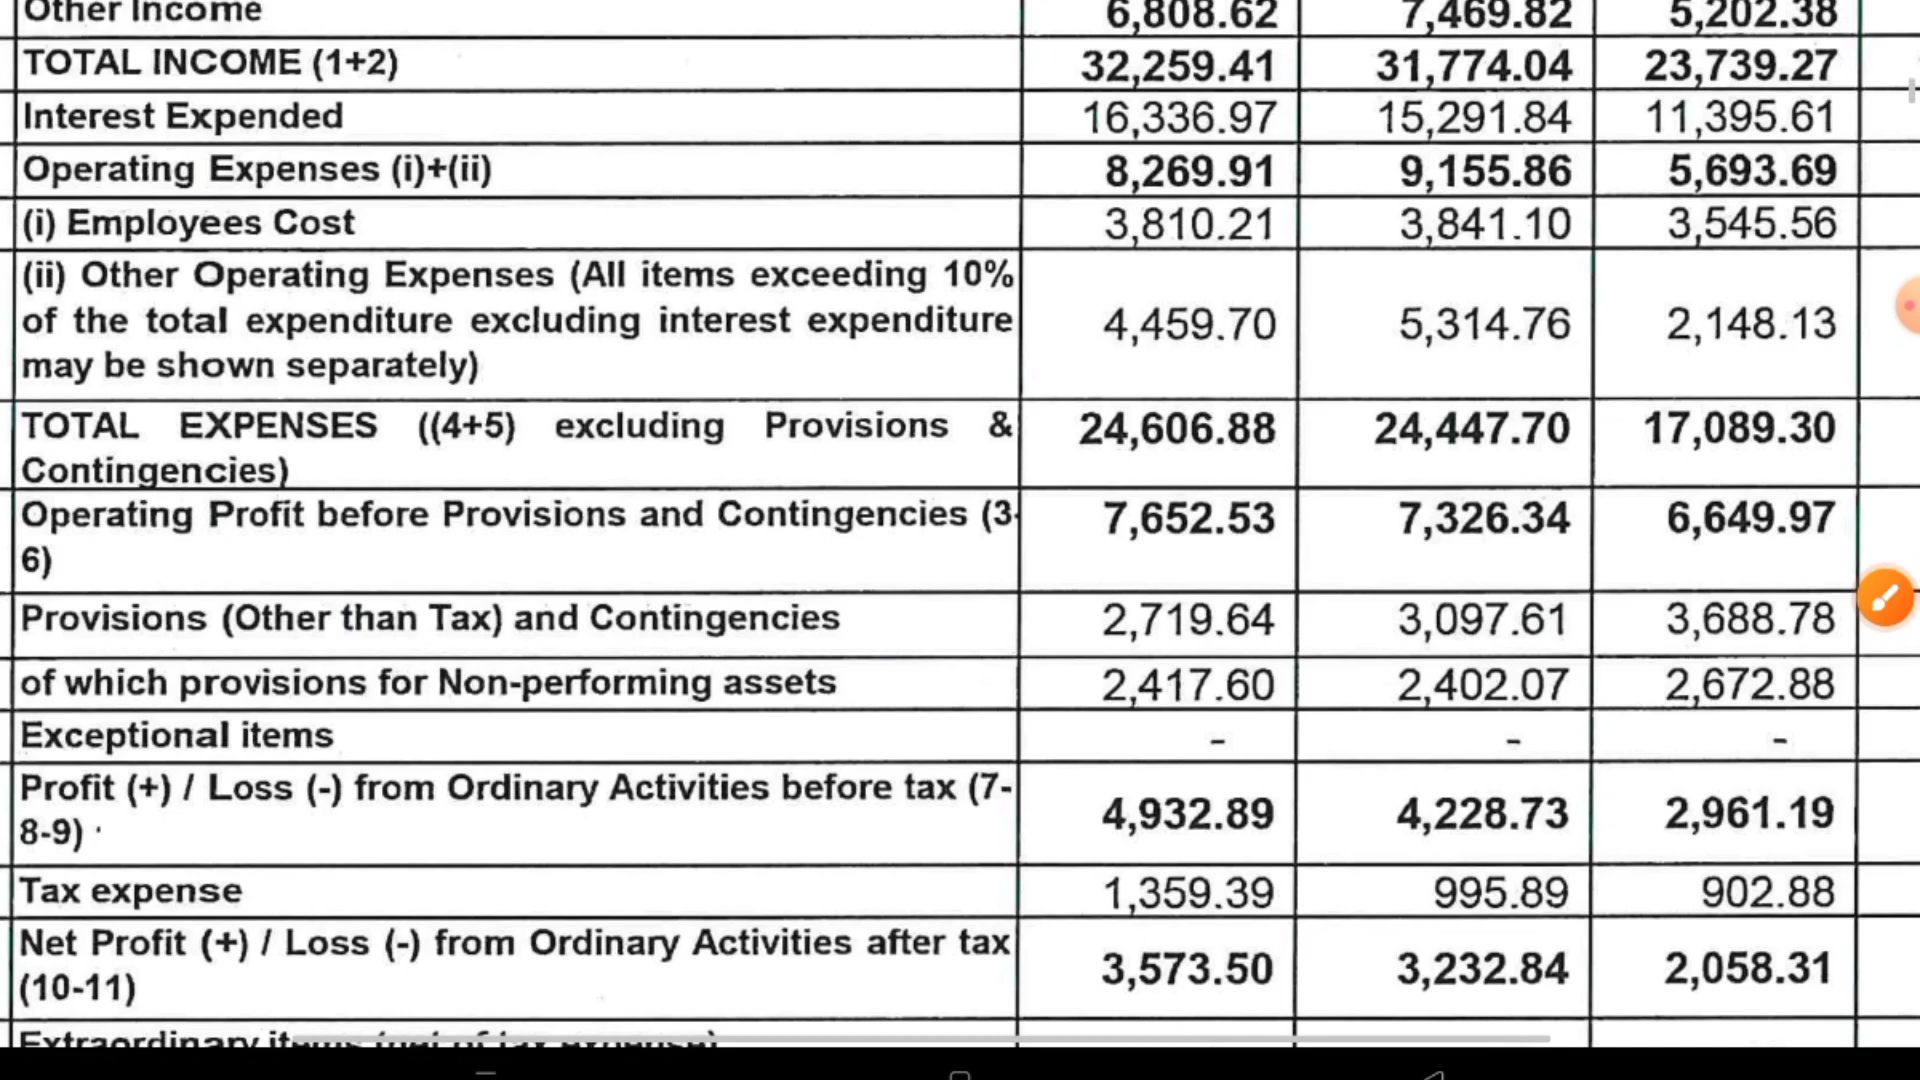 Other Income 6,808.62 7,469.82 5,202.38
TOTAL INCOME (1+2) 32,259.41 31,774.04 23,739.27
Interest Expended 16,336.97 15,291.84 11,395.61
Operating Expenses (i)+(ii) 8,269.91 9,155.86 5,693.69
(i) Employees Cost 3,810.21 3,841.10 3,545.56
(ii) Other Operating Expenses (All items exceeding 10%
of the total expenditure excluding interest expenditure 4,459.70 5,314.76 2,148.13
may be shown separately)
TOTAL EXPENSES ((4+5) excluding Provisions & 24,606.88 24,447.70 17,089.30
Contingencies)
Operating Profit before Provisions and Contingencies (3- 7,652.53 7,326.34 6,649.97
6)
Provisions (Other than Tax) and Contingencies 2,719.64 3,097.61 3,688.78
of which provisions for Non-performing assets 2,417.60 2,402.07 2,672.88
Exceptional items - - -
Profit (+) / Loss (-) from Ordinary Activities before tax (7- 4,932.89 4,228.73 2,961.19
8-9)
Tax expense 1,359.39 995.89 902.88
Net Profit (+) / Loss (-) from Ordinary Activities after tax 3,573.50 3,232.84 2,058.31
(10-11)
Extraordinary items (net of tax expense)